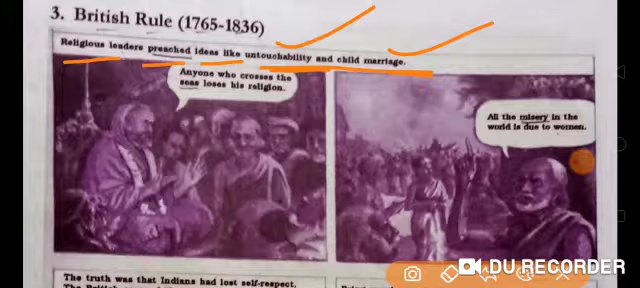 3. British Rule (1765-1836)
Religious leaders preached ideas like untouchability and child marriage.
Anyone who crosses the
seas loses his religion.
All the misery in the
world is due to women.
The truth was that Indians had lost self-respect.
The British
DU RECORDER